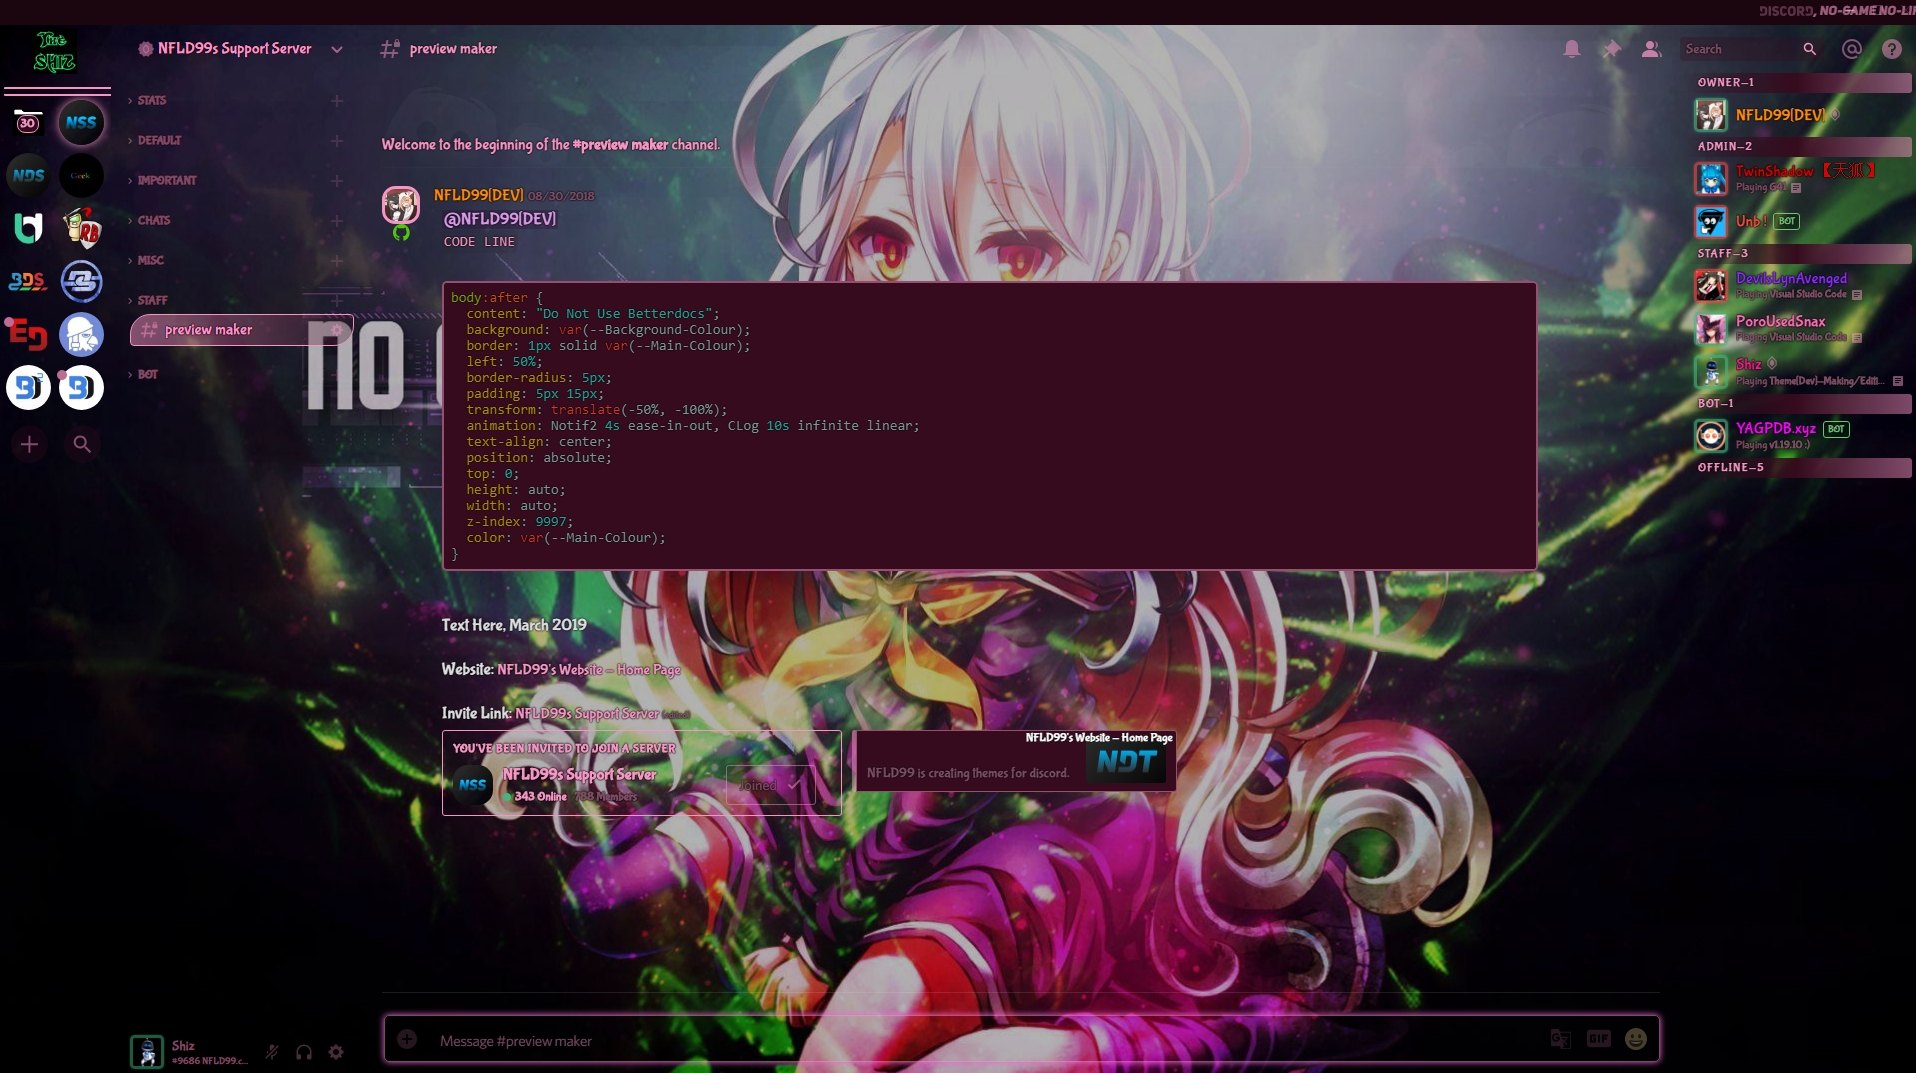 DISCORD, NO-GAME NO-LI
The
SHIZ
NFLD99s Support Server
preview maker
Search
30
NSS
NDS
Geek
RB
BDS
ED
STATS
DEFAULT
IMPORTANT
CHATS
MISC
STAFF
preview maker
BOT
NO
Welcome to the beginning of the #preview maker channel.
NFLD99[DEV] 08/30/2018
@NFLD99[DEV]
CODE LINE
body:after {
content: "Do Not Use Betterdocs";
background: var(--Background-Colour);
border: 1px solid var(--Main-Colour);
left: 50%;
border-radius: 5px;
padding: 5px 15px;
transform: translate(-50%, -100%);
animation: Notif2 4s ease-in-out, CLog 10s infinite linear;
text-align: center;
position: absolute;
top: 0;
height: auto;
width: auto;
z-index: 9997;
color: var(--Main-Colour);
}
Text Here, March 2019
Website: NFLD99's Website - Home Page
Invite Link: NFLD99s Support Server (edited)
YOU'VE BEEN INVITED TO JOIN A SERVER
NSS
NFLD99s Support Server
343 Online 788 Members
Joined
NFLD99's Website - Home Page
NFLD99 is creating themes for discord.
NDT
Message #preview maker
GIF
Shiz
#9686 NFLD99.c...
OWNER-1
NFLD99[DEV]
ADMIN-2
TwinShadow 【天狐】
Playing G41
Unb !
BOT
STAFF-3
DevilsLynAvenged
Playing Visual Studio Code
PoroUsedSnax
Playing Visual Studio Code
Shiz
Playing Theme[Dev]-Making/Editi...
BOT-1
YAGPDB.xyz
BOT
Playing v1.19.10 :)
OFFLINE-5